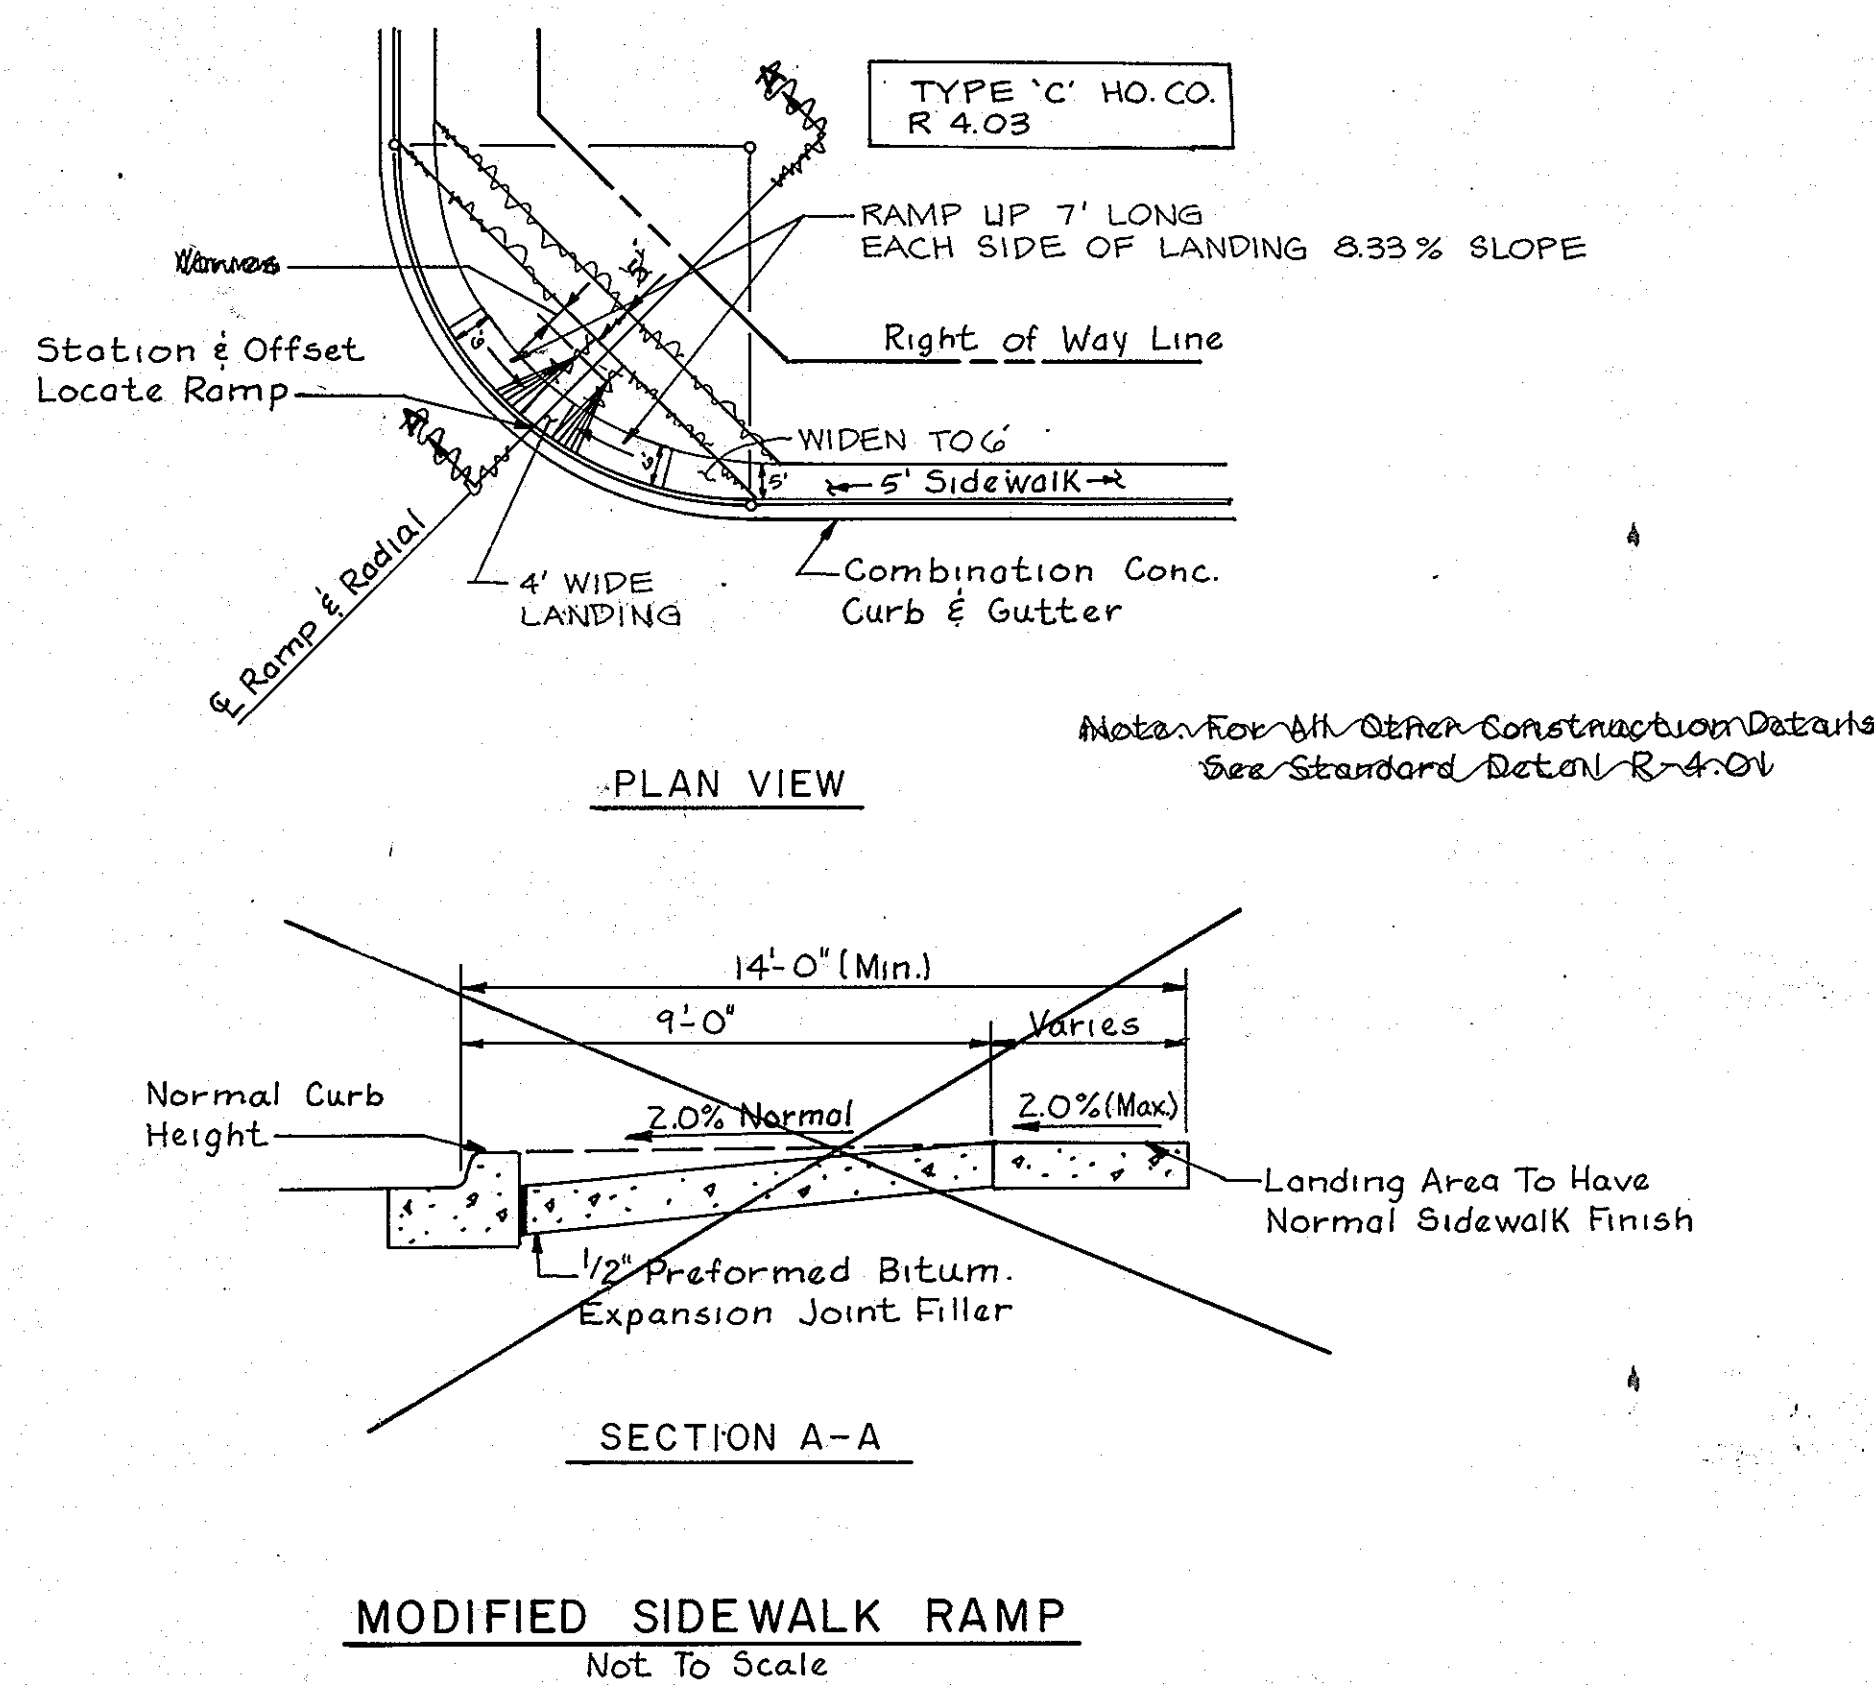 TYPE 'C' HO. CO.
R 4.03
RAMP UP 7' LONG
EACH SIDE OF LANDING 8.33% SLOPE
Varies
5'
Right of Way Line
Station & Offset
Locate Ramp
6'
6'
WIDEN TO 6'
5'
5' Sidewalk
℄ Ramp & Radial
4' WIDE
LANDING
Combination Conc.
Curb & Gutter
Note: For All Other Construction Details
See Standard Detail R-4.01
PLAN VIEW
14'-0" (Min.)
9'-0"
Varies
Normal Curb
Height
2.0% Normal
2.0% (Max.)
Landing Area To Have
Normal Sidewalk Finish
1/2" Preformed Bitum.
Expansion Joint Filler
SECTION A-A
MODIFIED SIDEWALK RAMP
Not To Scale